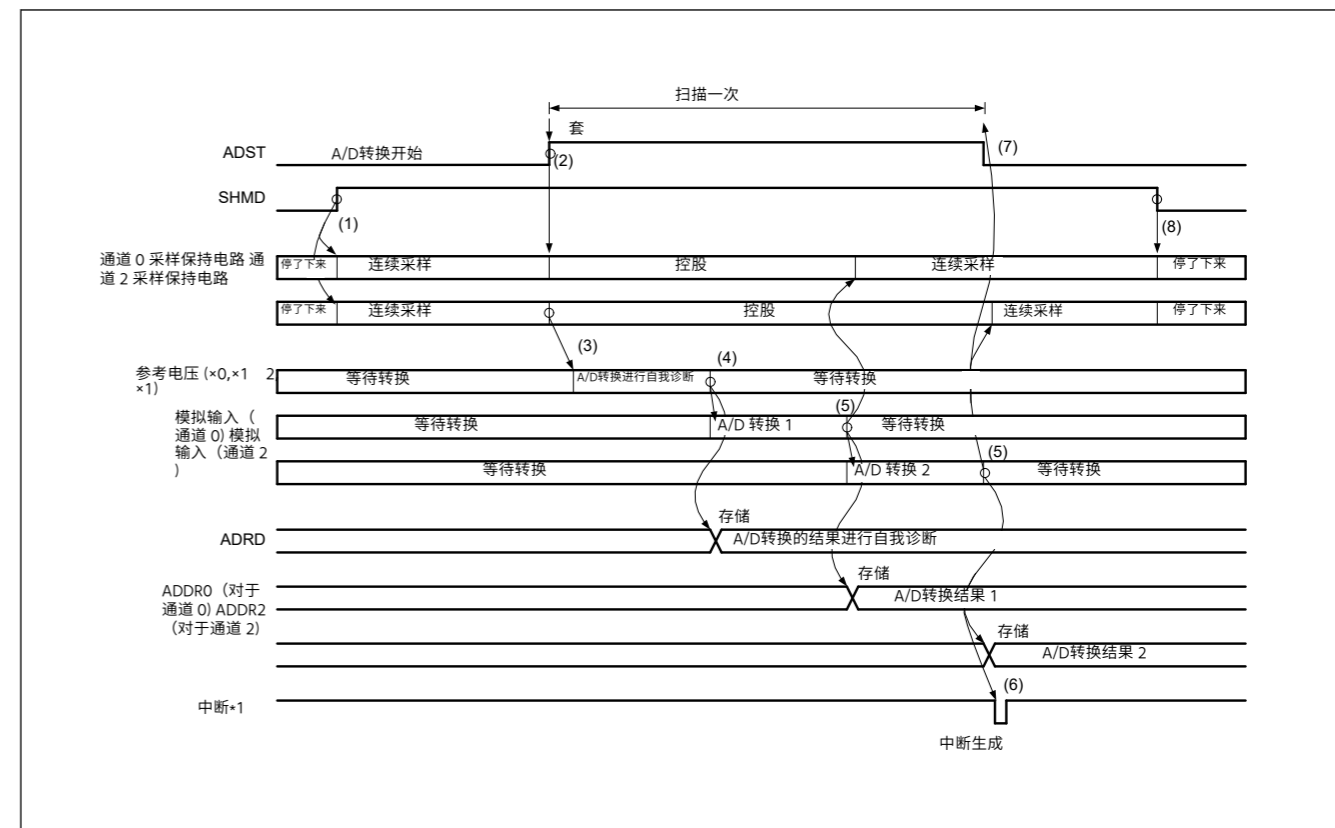 扫描一次
套
ADST
A/D转换开始
(2)
(7)
SHMD
(1)
(8)
通道 0 采样保持电路 通
道 2 采样保持电路
停了下来
连续采样
控股
连续采样
停了下来
停了下来
连续采样
控股
连续采样
停了下来
(3)
(4)
参考电压 (×0,×1 2,
×1)
等待转换
A/D转换进行自我诊断
等待转换
模拟输入（
通道 0) 模拟
输入（通道 2
)
等待转换
A/D 转换 1
(5)
等待转换
等待转换
A/D 转换 2
(5)
等待转换
ADRD
存储
A/D转换的结果进行自我诊断
ADDR0（对于
通道 0) ADDR2
（对于通道 2)
存储
A/D转换结果 1
存储
A/D转换结果 2
中断*1
(6)
中断生成